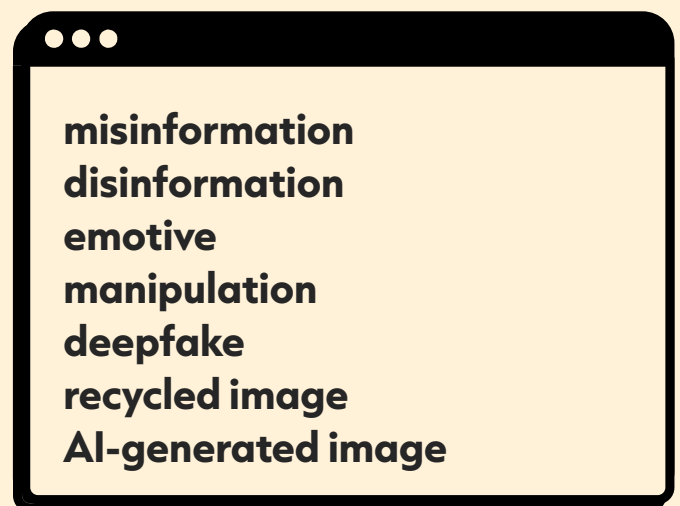 misinformation
disinformation
emotive
manipulation
deepfake
recycled image
AI-generated image